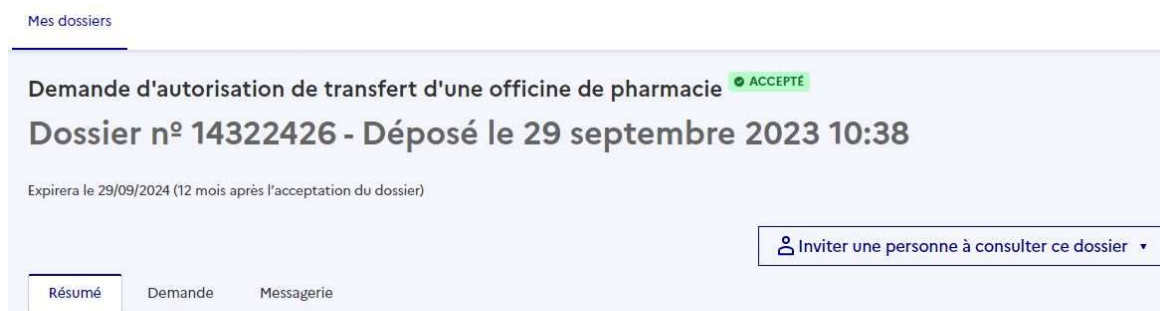 Mes dossiers
Demande d'autorisation de transfert d'une officine de pharmacie ACCEPTÉ
Dossier nº 14322426 - Déposé le 29 septembre 2023 10:38
Expirera le 29/09/2024 (12 mois après l'acceptation du dossier)
Inviter une personne à consulter ce dossier
Résumé Demande Messagerie